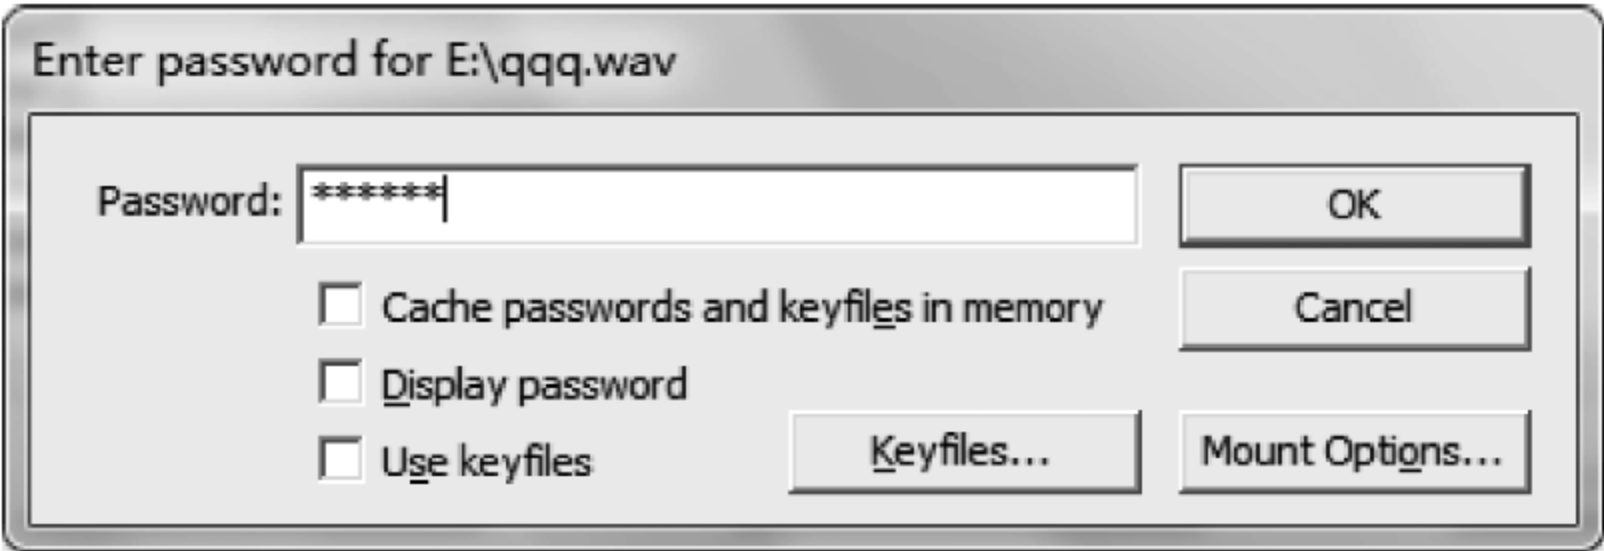 Enter password for E:\qqq.wav
Password: ******
OK
Cache passwords and keyfiles in memory
Cancel
Display password
Use keyfiles
Keyfiles...
Mount Options...